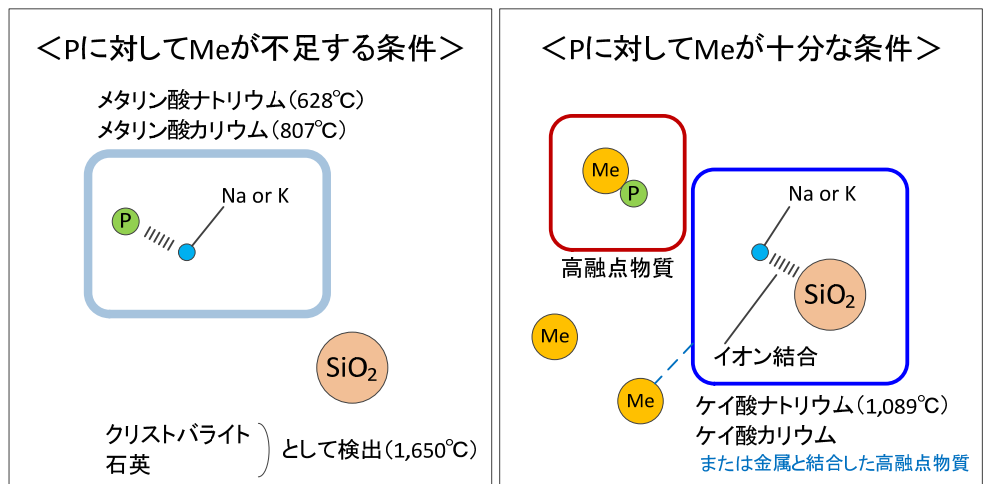 ＜Pに対してMeが不足する条件＞
メタリン酸ナトリウム（628℃）
メタリン酸カリウム（807℃）
Na or K
P
SiO₂
クリストバライト
石英
として検出（1,650℃）
＜Pに対してMeが十分な条件＞
Me
P
高融点物質
Na or K
SiO₂
イオン結合
Me
Me
ケイ酸ナトリウム（1,089℃）
ケイ酸カリウム
または金属と結合した高融点物質